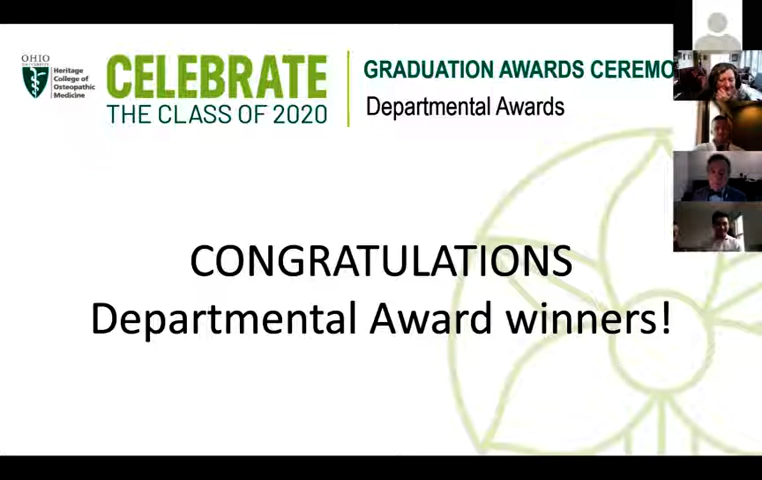 OHIO
UNIVERSITY
Heritage
College of
Osteopathic
Medicine
CELEBRATE
THE CLASS OF 2020
GRADUATION AWARDS CEREMO
Departmental Awards
CONGRATULATIONS
Departmental Award winners!